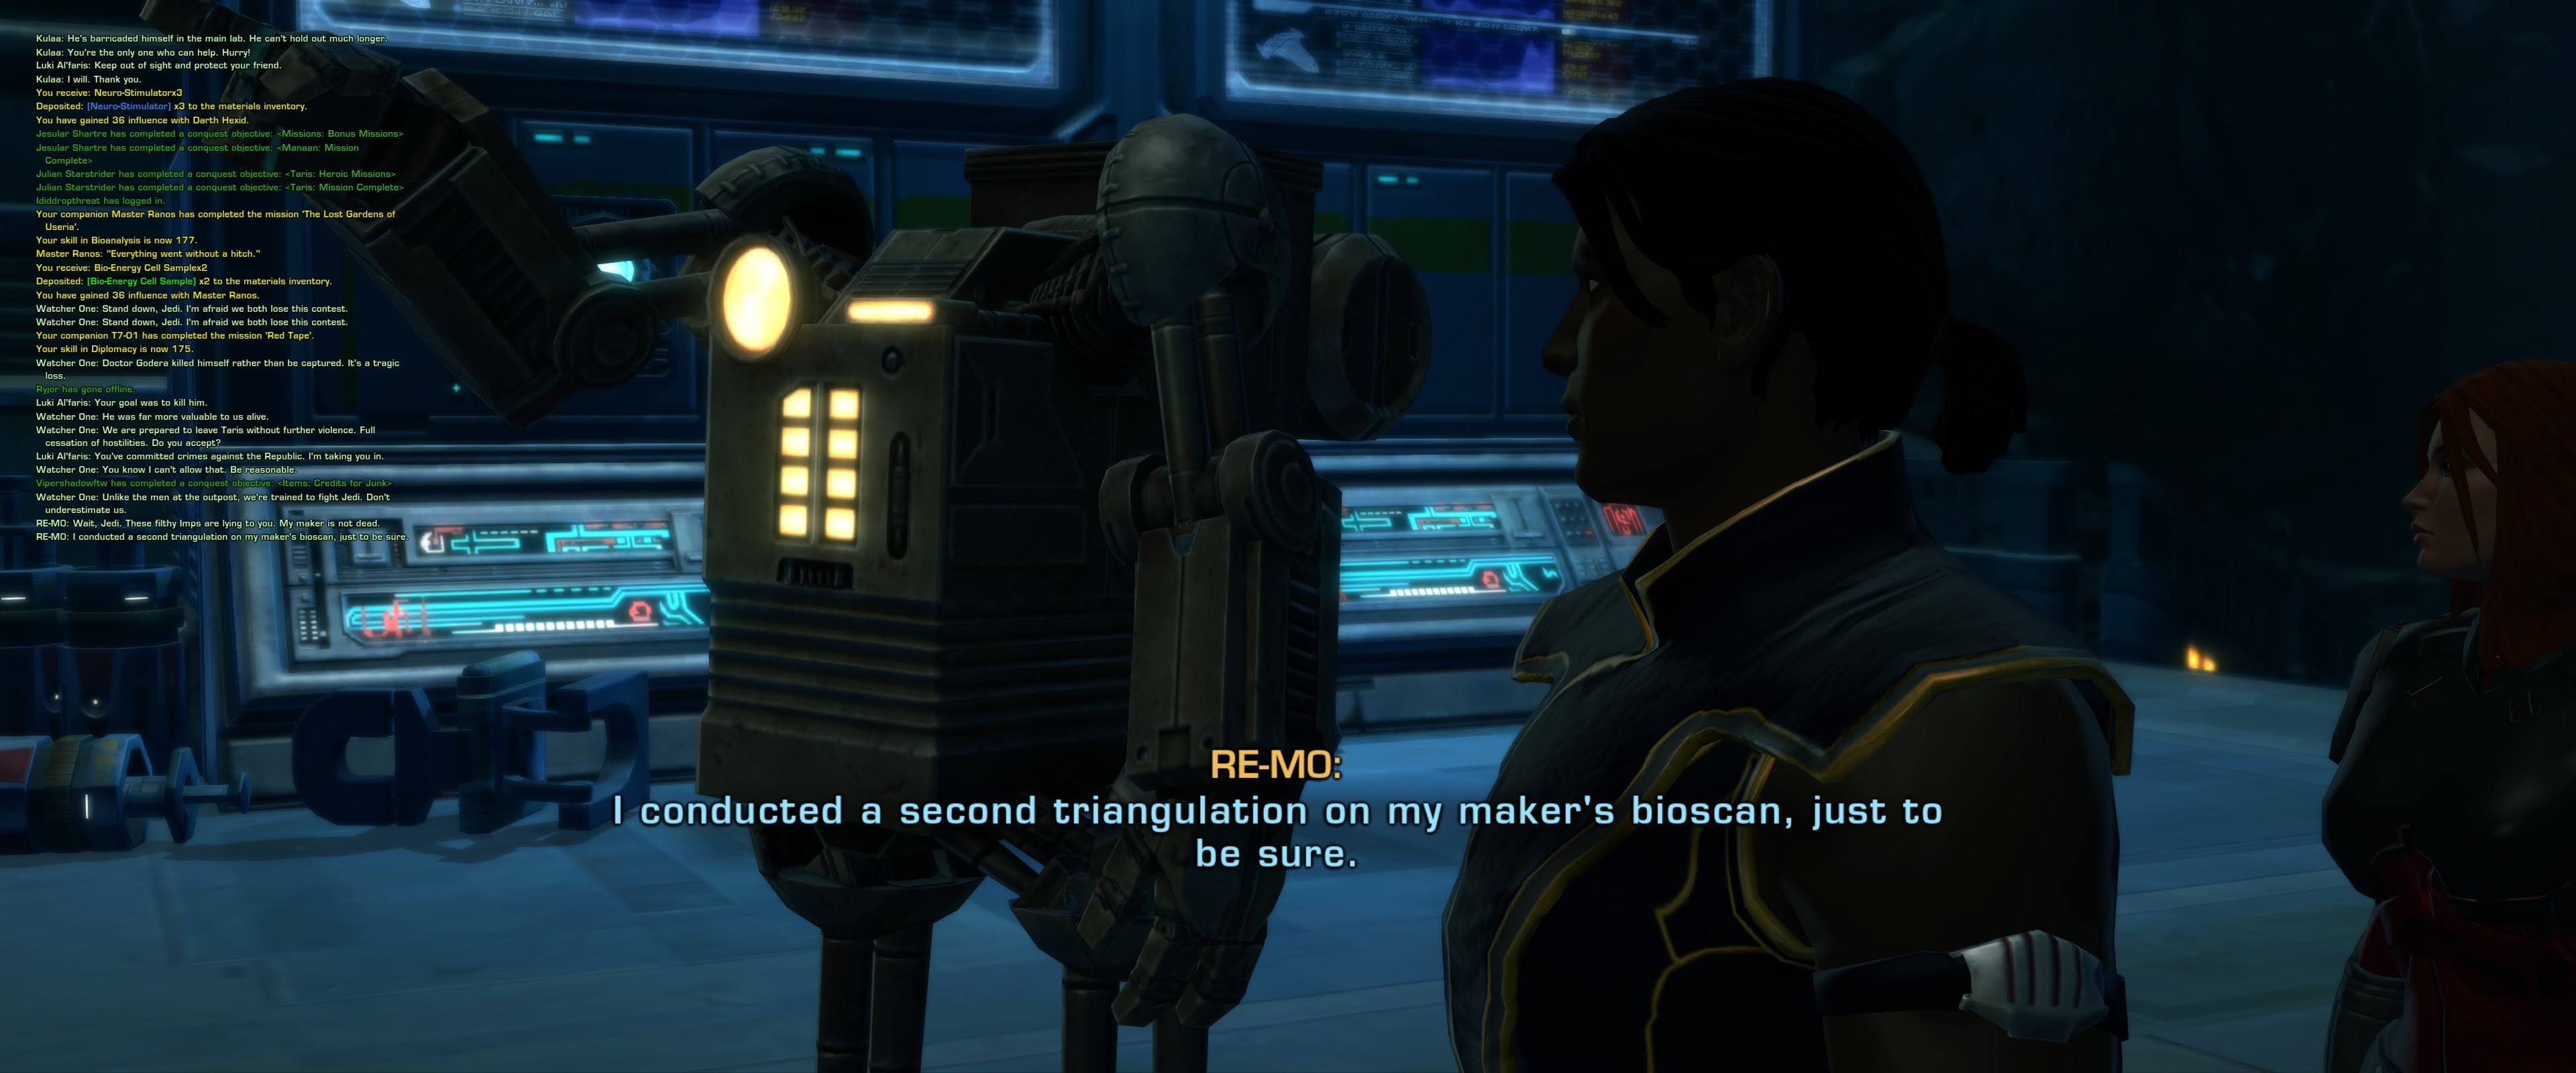 Kulaa: He's barricaded himself in the main lab. He can't hold out much longer.
Kulaa: You're the only one who can help. Hurry!
Luki Al'faris: Keep out of sight and protect your friend.
Kulaa: I will. Thank you.
You receive: Neuro-Stimulatorx3
Deposited: [Neuro-Stimulator] x3 to the materials inventory.
You have gained 36 influence with Darth Hexid.
Jesular Shartre has completed a conquest objective: <Missions: Bonus Missions>
Jesular Shartre has completed a conquest objective: <Manaan: Mission
Complete>
Julian Starstrider has completed a conquest objective: <Taris: Heroic Missions>
Julian Starstrider has completed a conquest objective: <Taris: Mission Complete>
Ididdropthreat has logged in.
Your companion Master Ranos has completed the mission 'The Lost Gardens of
Useria'.
Your skill in Bioanalysis is now 177.
Master Ranos: "Everything went without a hitch."
You receive: Bio-Energy Cell Samplex2
Deposited: [Bio-Energy Cell Sample] x2 to the materials inventory.
You have gained 36 influence with Master Ranos.
Watcher One: Stand down, Jedi. I'm afraid we both lose this contest.
Watcher One: Stand down, Jedi. I'm afraid we both lose this contest.
Your companion T7-O1 has completed the mission 'Red Tape'.
Your skill in Diplomacy is now 175.
Watcher One: Doctor Godera killed himself rather than be captured. It's a tragic
loss.
Ryjor has gone offline.
Luki Al'faris: Your goal was to kill him.
Watcher One: He was far more valuable to us alive.
Watcher One: We are prepared to leave Taris without further violence. Full
cessation of hostilities. Do you accept?
Luki Al'faris: You've committed crimes against the Republic. I'm taking you in.
Watcher One: You know I can't allow that. Be reasonable.
Vipershadowftw has completed a conquest objective: <Items: Credits for Junk>
Watcher One: Unlike the men at the outpost, we're trained to fight Jedi. Don't
underestimate us.
RE-MO: Wait, Jedi. These filthy Imps are lying to you. My maker is not dead.
RE-MO: I conducted a second triangulation on my maker's bioscan, just to be sure.
RE-MO:
I conducted a second triangulation on my maker's bioscan, just to
be sure.